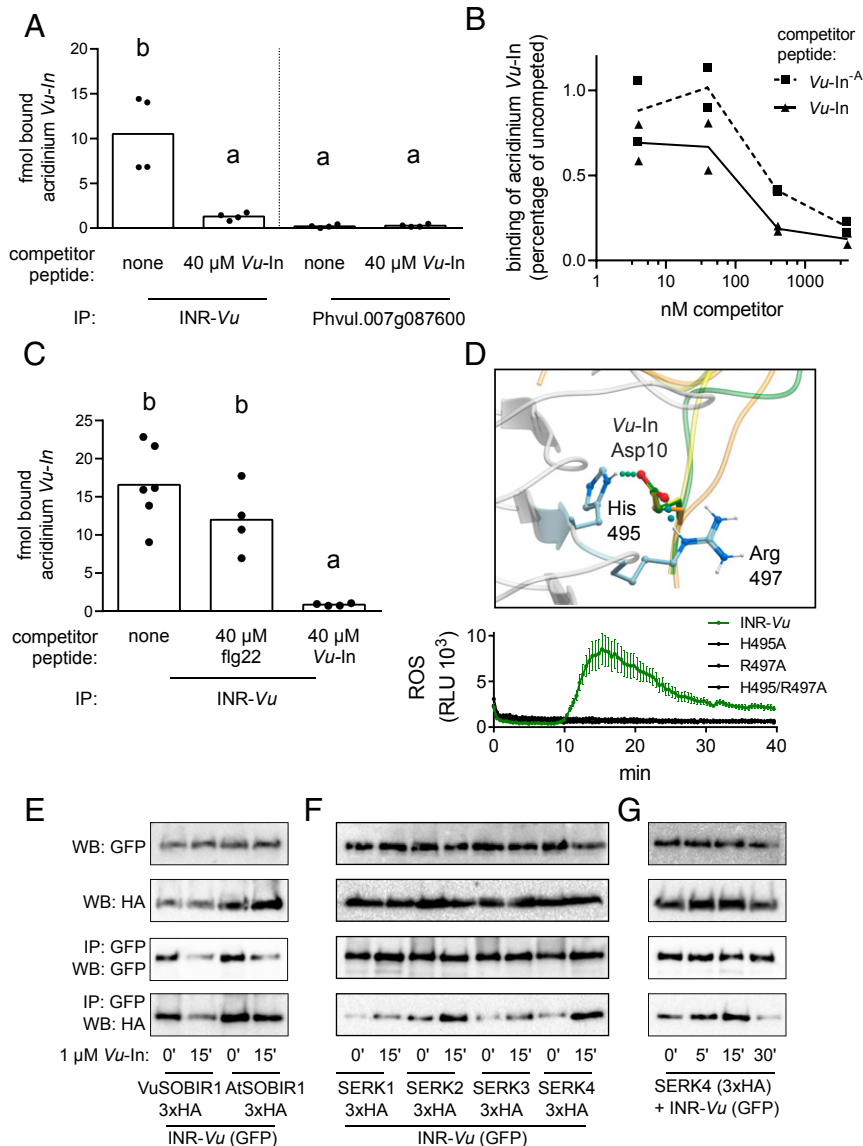 A
fmol bound
acridinium Vu-In
20
15
10
5
0
b
a
a
a
competitor
peptide:
none
40 µM Vu-In
none
40 µM Vu-In
IP:
INR-Vu
Phvul.007g087600
B
binding of acridinium Vu-In
(percentage of uncompeted)
1.0
0.5
0.0
1
10
100
1000
nM competitor
competitor
peptide:
Vu-In-A
Vu-In
C
fmol bound
acridinium Vu-In
25
20
15
10
5
0
b
b
a
competitor
peptide:
none
40 µM
flg22
40 µM
Vu-In
IP:
INR-Vu
D
Vu-In
Asp10
His
495
Arg
497
ROS
(RLU 10³)
10
5
0
0
10
20
30
40
min
INR-Vu
H495A
R497A
H495/R497A
E
WB: GFP
WB: HA
IP: GFP
WB: GFP
IP: GFP
WB: HA
1 µM Vu-In:
0' 15' 0' 15'
VuSOBIR1
3xHA
AtSOBIR1
3xHA
INR-Vu (GFP)
F
0' 15' 0' 15' 0' 15' 0' 15'
SERK1
3xHA
SERK2
3xHA
SERK3
3xHA
SERK4
3xHA
INR-Vu (GFP)
G
0' 5' 15' 30'
SERK4 (3xHA)
+ INR-Vu (GFP)